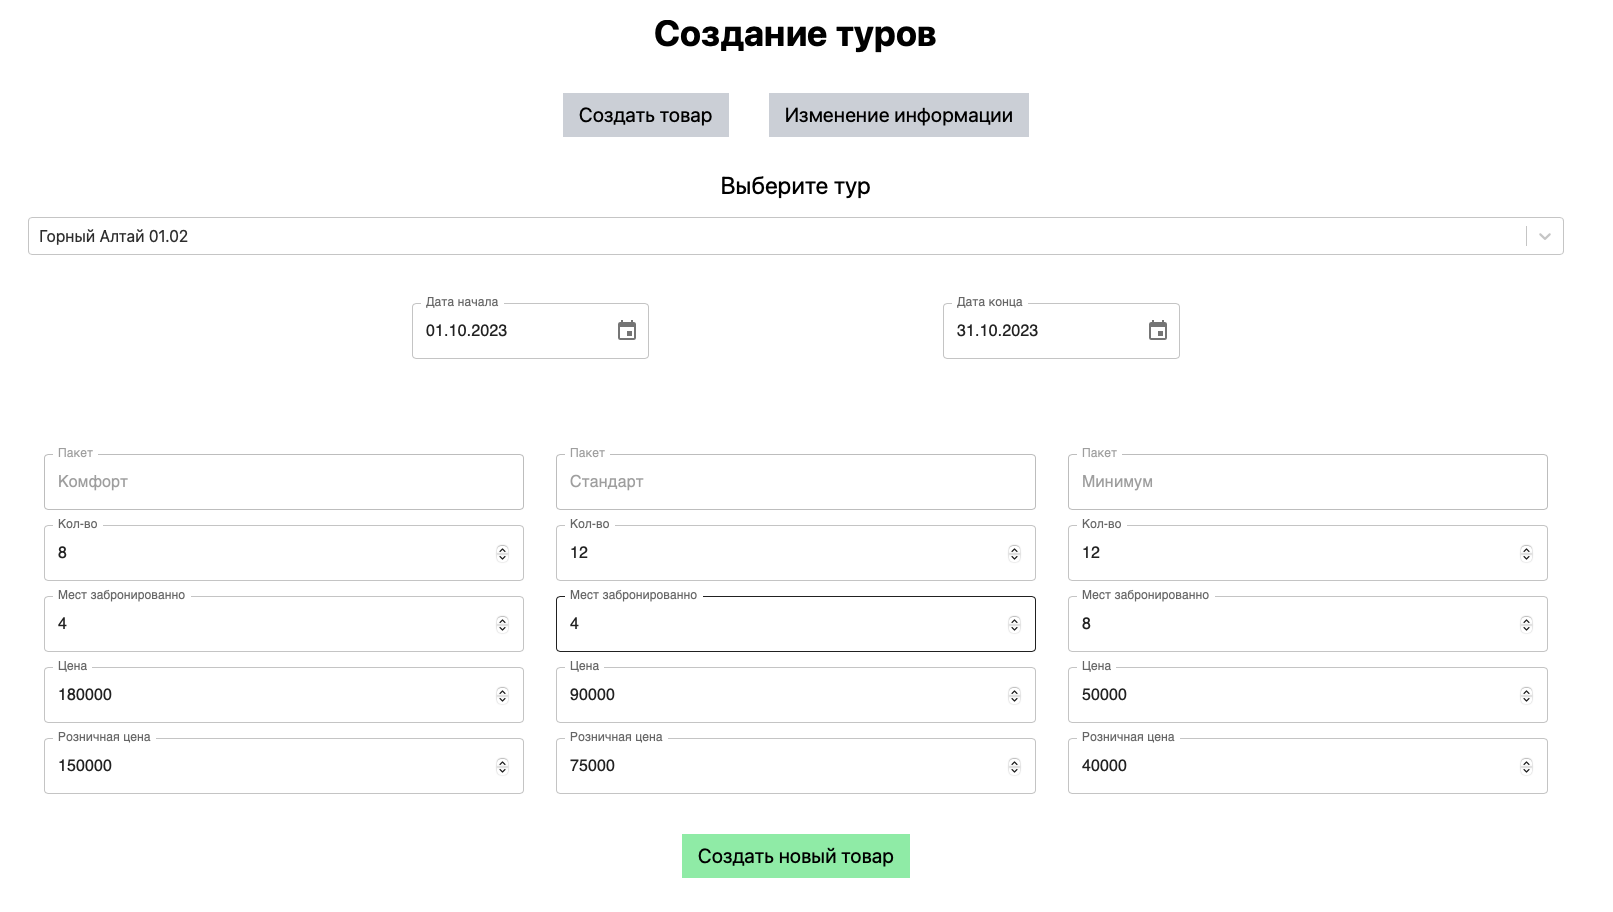 Создание туров
Создать товар
Изменение информации
Выберите тур
Горный Алтай 01.02
Дата начала
01.10.2023
Дата конца
31.10.2023
Пакет
Комфорт
Пакет
Стандарт
Пакет
Минимум
Кол-во
8
Кол-во
12
Кол-во
12
Мест забронированно
4
Мест забронированно
4
Мест забронированно
8
Цена
180000
Цена
90000
Цена
50000
Розничная цена
150000
Розничная цена
75000
Розничная цена
40000
Создать новый товар